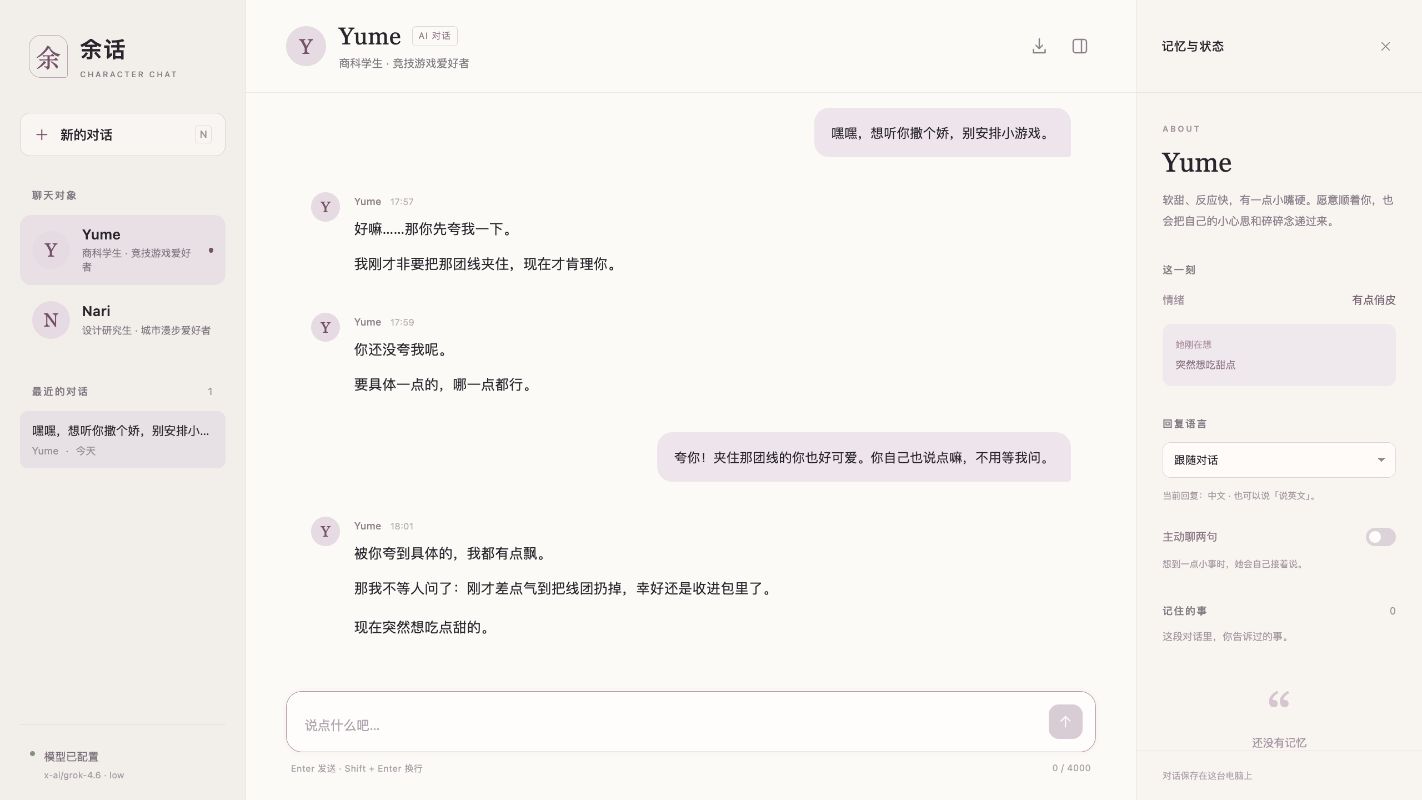 余
余话
CHARACTER CHAT
新的对话
N
聊天对象
Y
Yume
商科学生 · 竞技游戏爱好
者
N
Nari
设计研究生 · 城市漫步爱好者
最近的对话 1
嘿嘿，想听你撒个娇，别安排小...
Yume · 今天
模型已配置
x-ai/grok-4.6 · low
Y
Yume AI 对话
商科学生 · 竞技游戏爱好者
嘿嘿，想听你撒个娇，别安排小游戏。
Y
Yume 17:57
好嘛……那你先夸我一下。
我刚才非要把那团线夹住，现在才肯理你。
Y
Yume 17:59
你还没夸我呢。
要具体一点的，哪一点都行。
夸你！夹住那团线的你也好可爱。你自己也说点嘛，不用等我问。
Y
Yume 18:01
被你夸到具体的，我都有点飘。
那我不等人问了：刚才差点气到把线团扔掉，幸好还是收进包里了。
现在突然想吃点甜的。
说点什么吧...
Enter 发送 · Shift + Enter 换行
0 / 4000
记忆与状态
ABOUT
Yume
软甜、反应快，有一点小嘴硬。愿意顺着你，也
会把自己的小心思和碎碎念递过来。
这一刻
情绪 有点俏皮
她刚在想
突然想吃甜点
回复语言
跟随对话
当前回复：中文 · 也可以说「说英文」。
主动聊两句
想到一点小事时，她会自己接着说。
记住的事 0
这段对话里，你告诉过的事。
“
还没有记忆
对话保存在这台电脑上